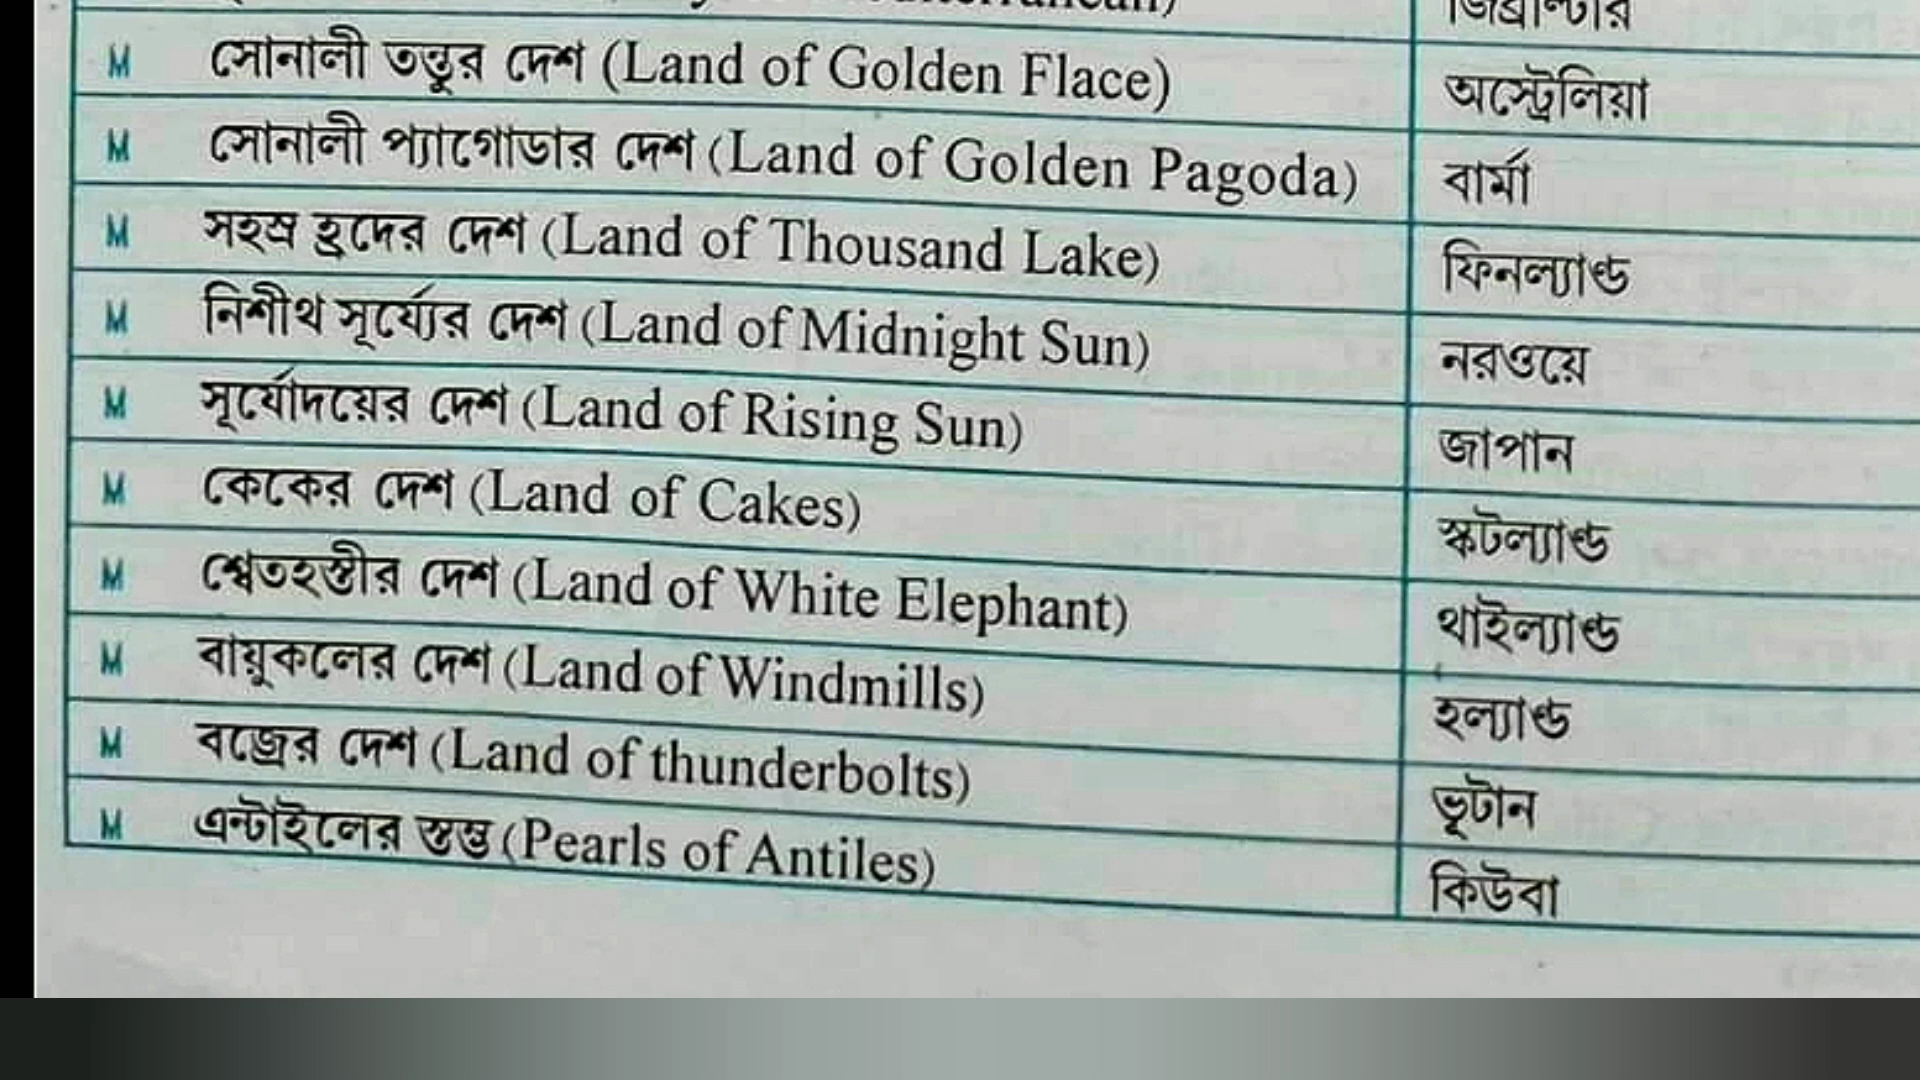 জিব্রাল্টার
M সোনালী তন্তুর দেশ (Land of Golden Flace) অস্ট্রেলিয়া
M সোনালী প্যাগোডার দেশ (Land of Golden Pagoda) বার্মা
M সহস্র হ্রদের দেশ (Land of Thousand Lake) ফিনল্যান্ড
M নিশীথ সূর্য্যের দেশ (Land of Midnight Sun) নরওয়ে
M সূর্যোদয়ের দেশ (Land of Rising Sun) জাপান
M কেকের দেশ (Land of Cakes) স্কটল্যান্ড
M শ্বেতহস্তীর দেশ (Land of White Elephant) থাইল্যান্ড
M বায়ুকলের দেশ (Land of Windmills) হল্যান্ড
M বজ্রের দেশ (Land of thunderbolts) ভূটান
M এন্টাইলের স্তম্ভ (Pearls of Antiles) কিউবা